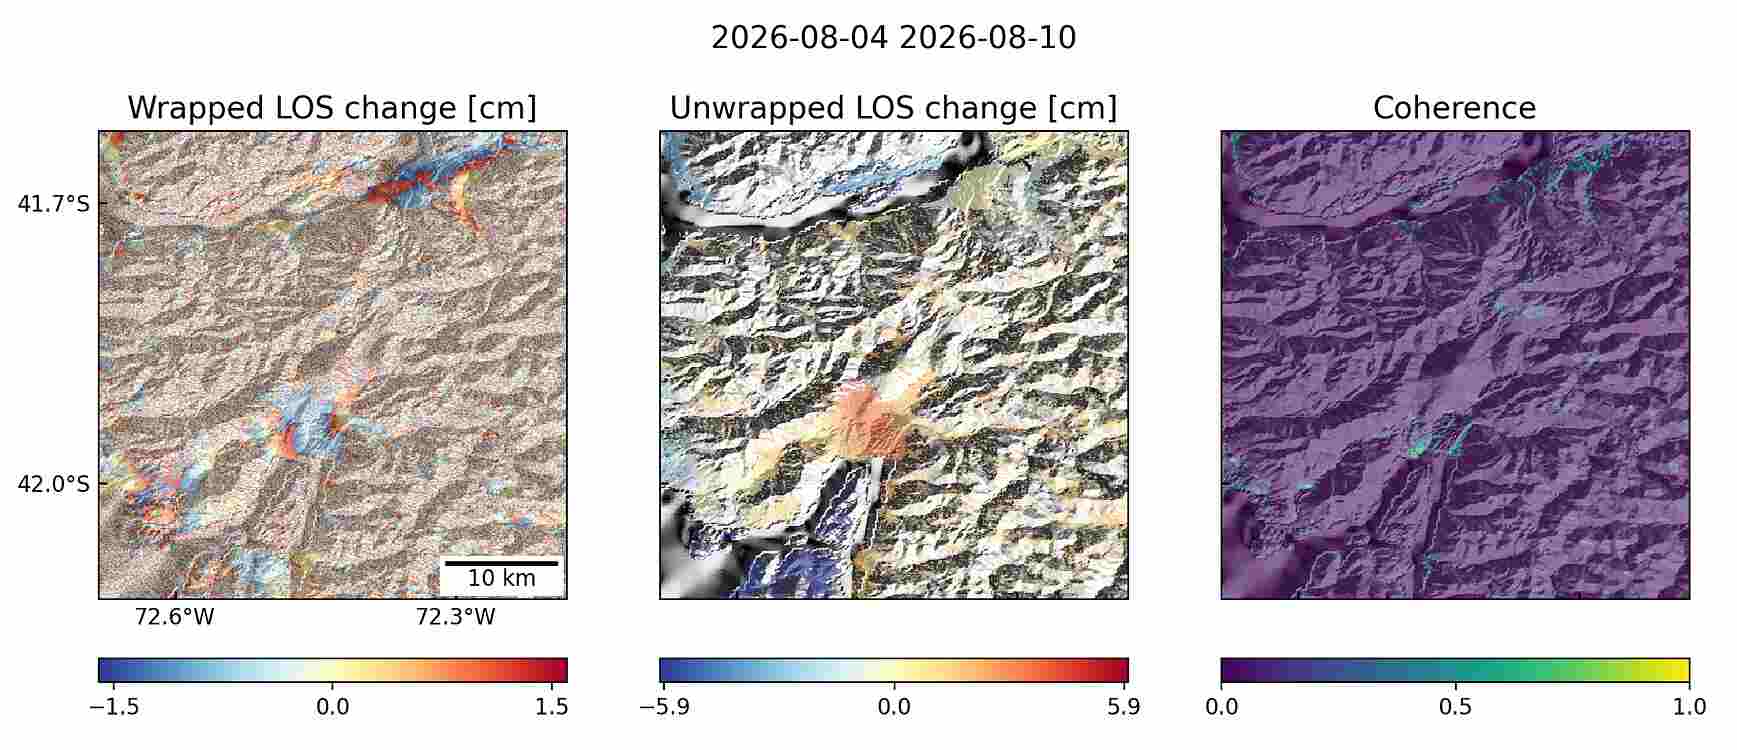 2026-08-04 2026-08-10
Wrapped LOS change [cm]
Unwrapped LOS change [cm]
Coherence
41.7°S
42.0°S
10 km
72.6°W
72.3°W
−1.5
0.0
1.5
−5.9
0.0
5.9
0.0
0.5
1.0